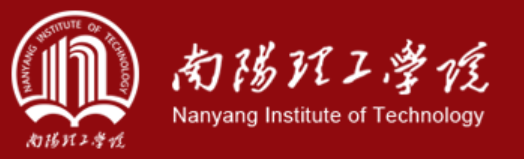 NANYANG INSTITUTE OF TECHNOLOGY
南陽理工學院
南陽理工學院
Nanyang Institute of Technology